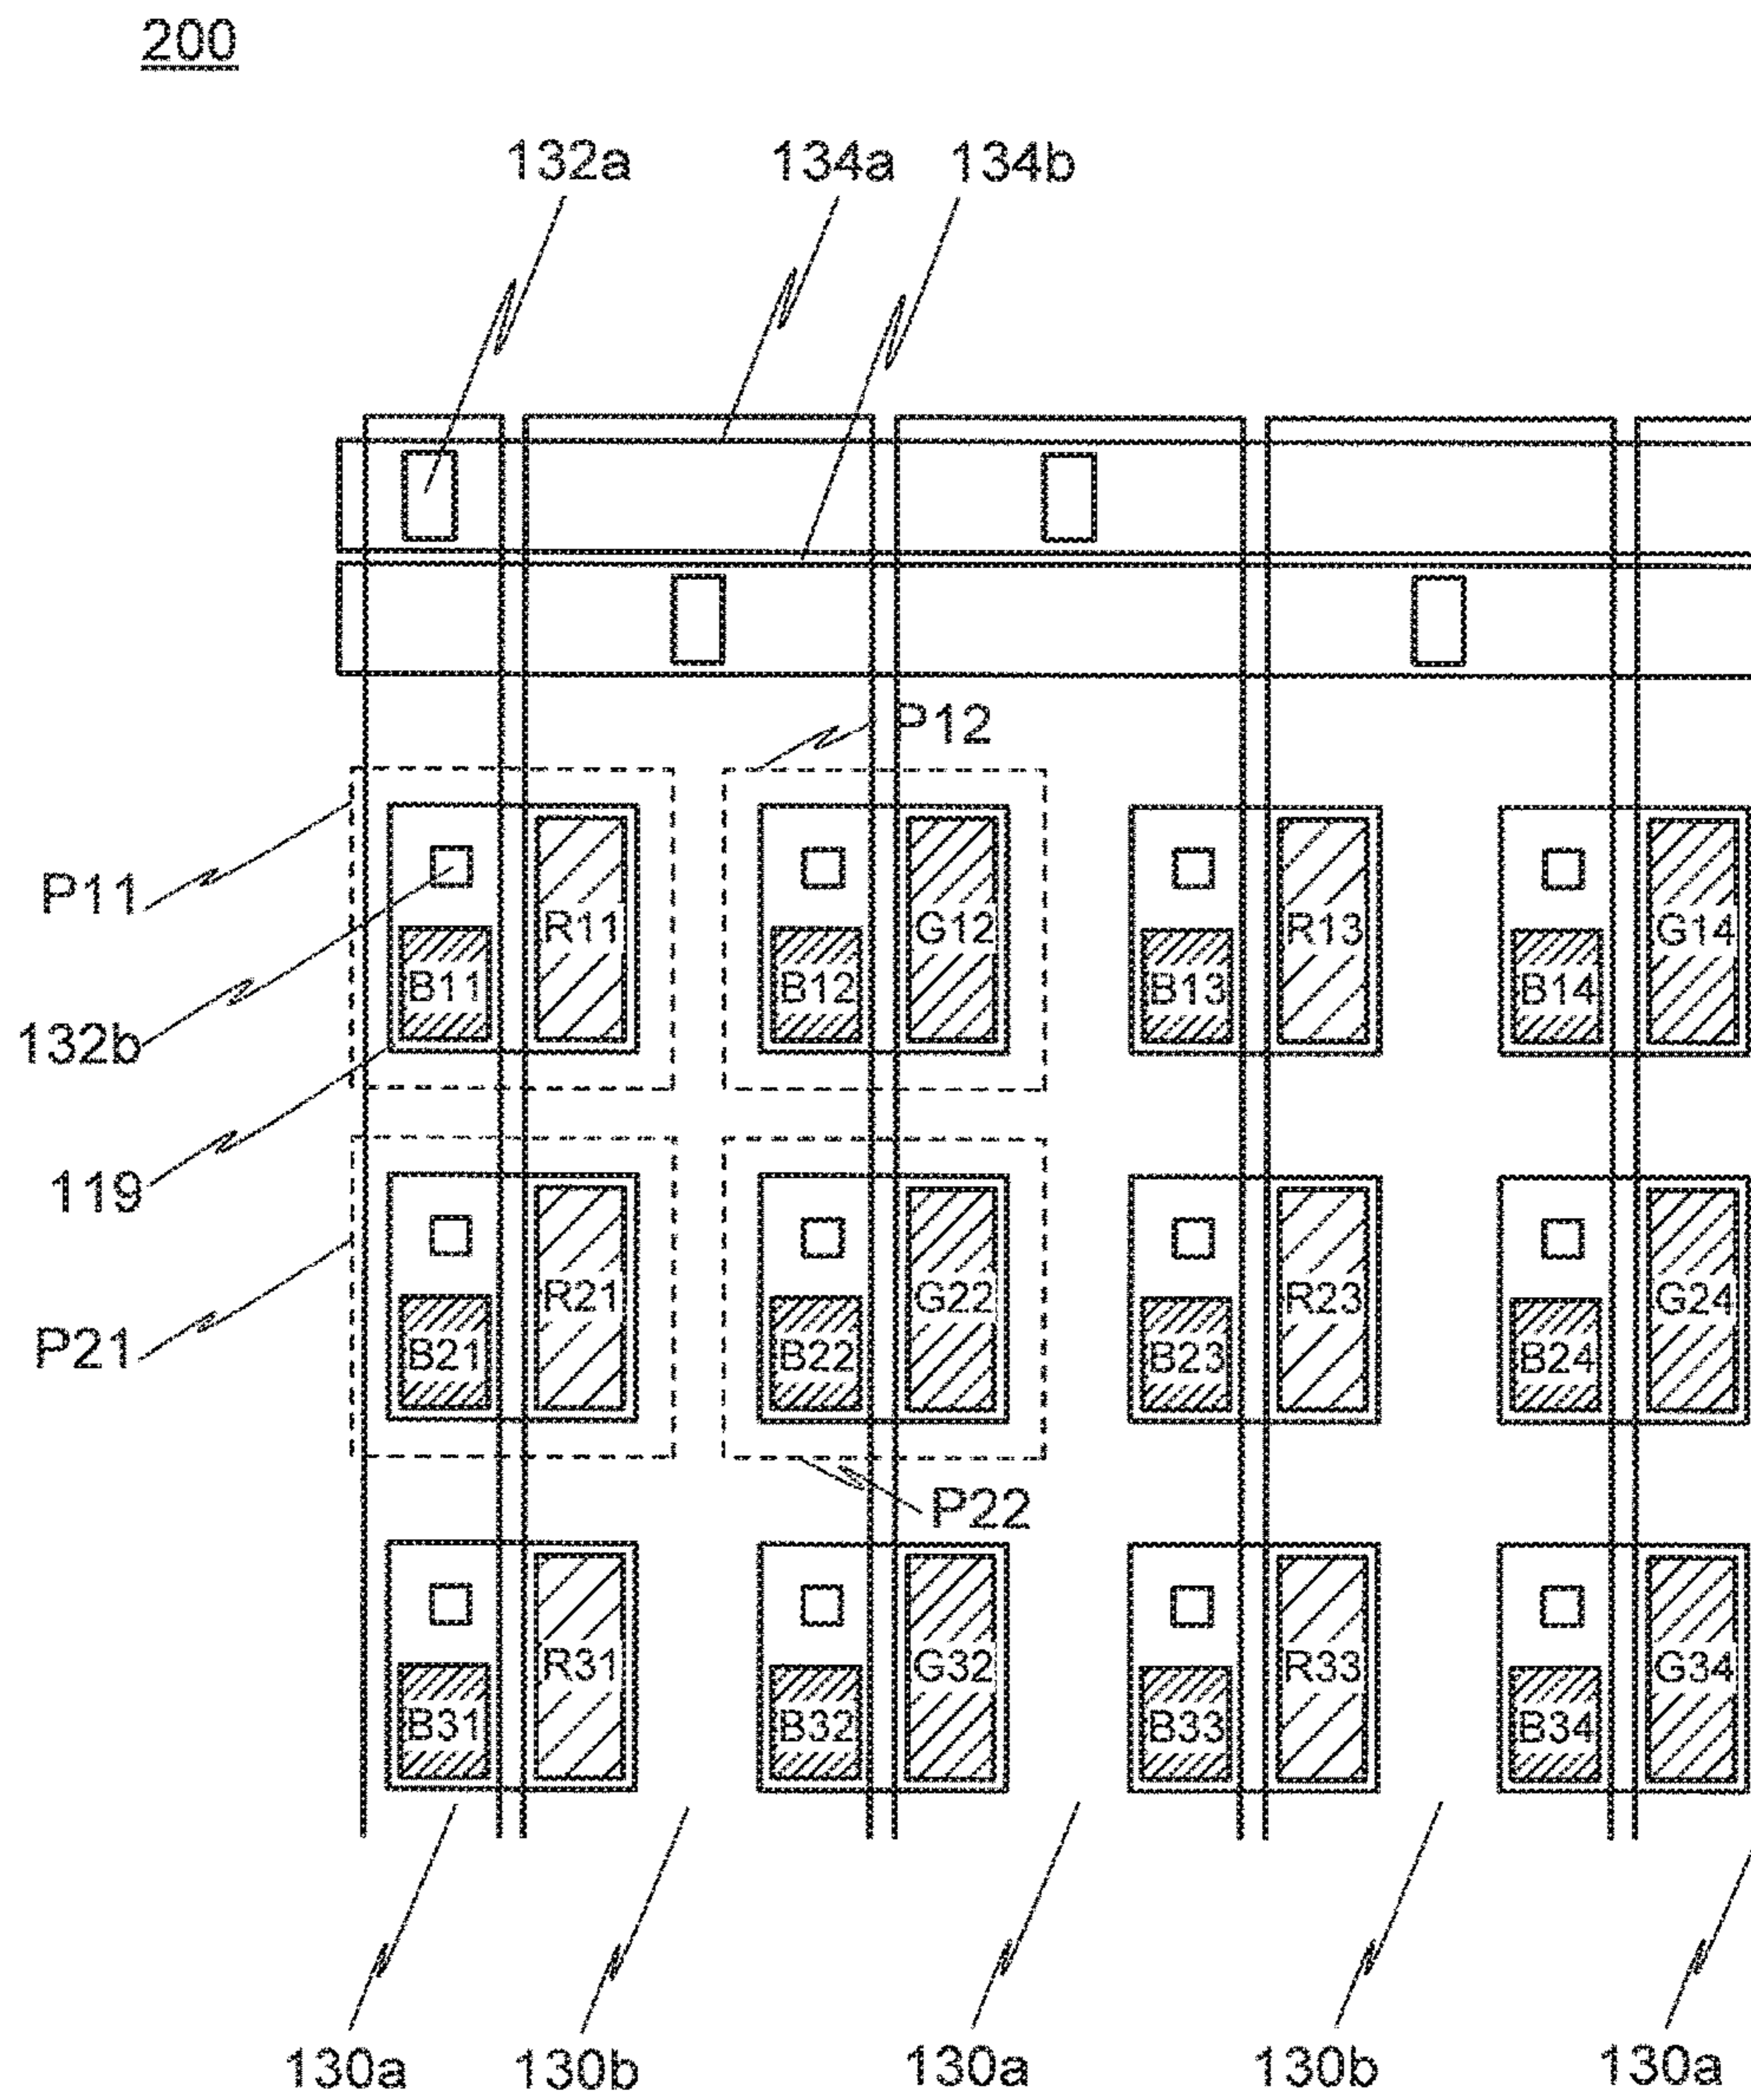 200
132a 134a 134b
P12
P11
R11 G12 R13 G14
B11 B12 B13 B14
132b
119
R21 G22 R23 G24
P21
B21 B22 B23 B24
P22
R31 G32 R33 G34
B31 B32 B33 B34
130a 130b 130a 130b 130a